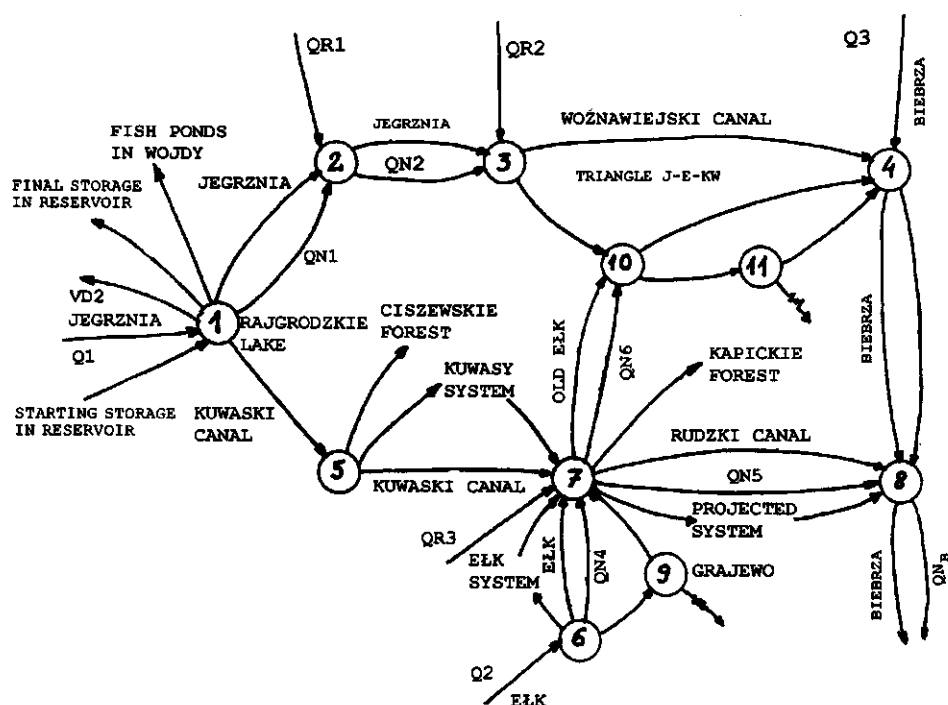 QR1
QR2
Q3
BIEBRZA
FISH PONDS
IN WOJDY
JEGRZNIA
WOŹNAWIEJSKI CANAL
2
QN2
3
4
FINAL STORAGE
IN RESERVOIR
JEGRZNIA
TRIANGLE J-E-KW
QN1
10
11
VD2
JEGRZNIA
1
RAJGRODZKIE
LAKE
CISZEWSKIE
FOREST
Q1
OLD EŁK
QN6
KAPICKIE
FOREST
BIEBRZA
KUWASY
SYSTEM
STARTING STORAGE
IN RESERVOIR
KUWASKI
CANAL
RUDZKI CANAL
5
7
8
KUWASKI CANAL
QN5
PROJECTED
SYSTEM
QR3
EŁK
SYSTEM
EŁK
QN4
9
GRAJEWO
BIEBRZA
QNB
6
Q2
EŁK